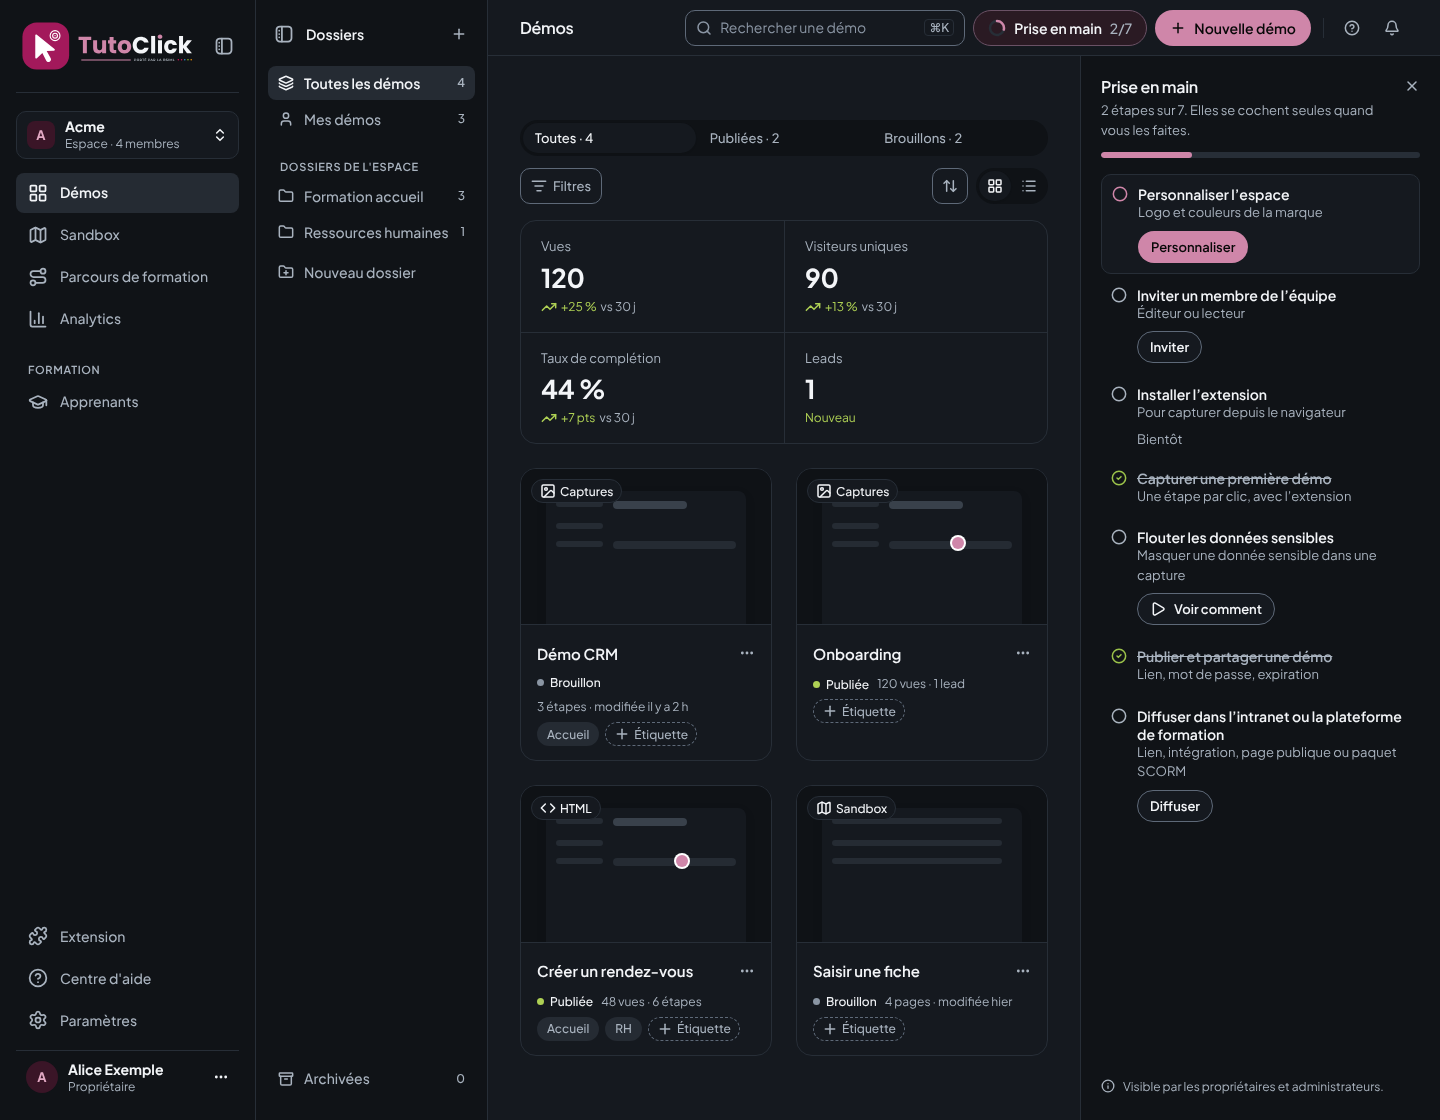 TutoClick
Acme
Espace · 4 membres
A
Démos
Sandbox
Parcours de formation
Analytics
FORMATION
Apprenants
Extension
Centre d'aide
Paramètres
A
Alice Exemple
Propriétaire
Dossiers
Toutes les démos 4
Mes démos 3
DOSSIERS DE L'ESPACE
Formation accueil 3
Ressources humaines 1
Nouveau dossier
Archivées 0
Démos
Rechercher une démo ⌘K
Prise en main 2/7
Nouvelle démo
Toutes · 4
Publiées · 2
Brouillons · 2
Filtres
Vues
120
+25 % vs 30 j
Visiteurs uniques
90
+13 % vs 30 j
Taux de complétion
44 %
+7 pts vs 30 j
Leads
1
Nouveau
Captures
Démo CRM
Brouillon
3 étapes · modifiée il y a 2 h
Accueil
Étiquette
Captures
Onboarding
Publiée 120 vues · 1 lead
Étiquette
HTML
Créer un rendez-vous
Publiée 48 vues · 6 étapes
Accueil RH Étiquette
Sandbox
Saisir une fiche
Brouillon 4 pages · modifiée hier
Étiquette
Prise en main
2 étapes sur 7. Elles se cochent seules quand
vous les faites.
Personnaliser l’espace
Logo et couleurs de la marque
Personnaliser
Inviter un membre de l’équipe
Éditeur ou lecteur
Inviter
Installer l’extension
Pour capturer depuis le navigateur
Bientôt
Capturer une première démo
Une étape par clic, avec l’extension
Flouter les données sensibles
Masquer une donnée sensible dans une
capture
Voir comment
Publier et partager une démo
Lien, mot de passe, expiration
Diffuser dans l’intranet ou la plateforme
de formation
Lien, intégration, page publique ou paquet
SCORM
Diffuser
Visible par les propriétaires et administrateurs.